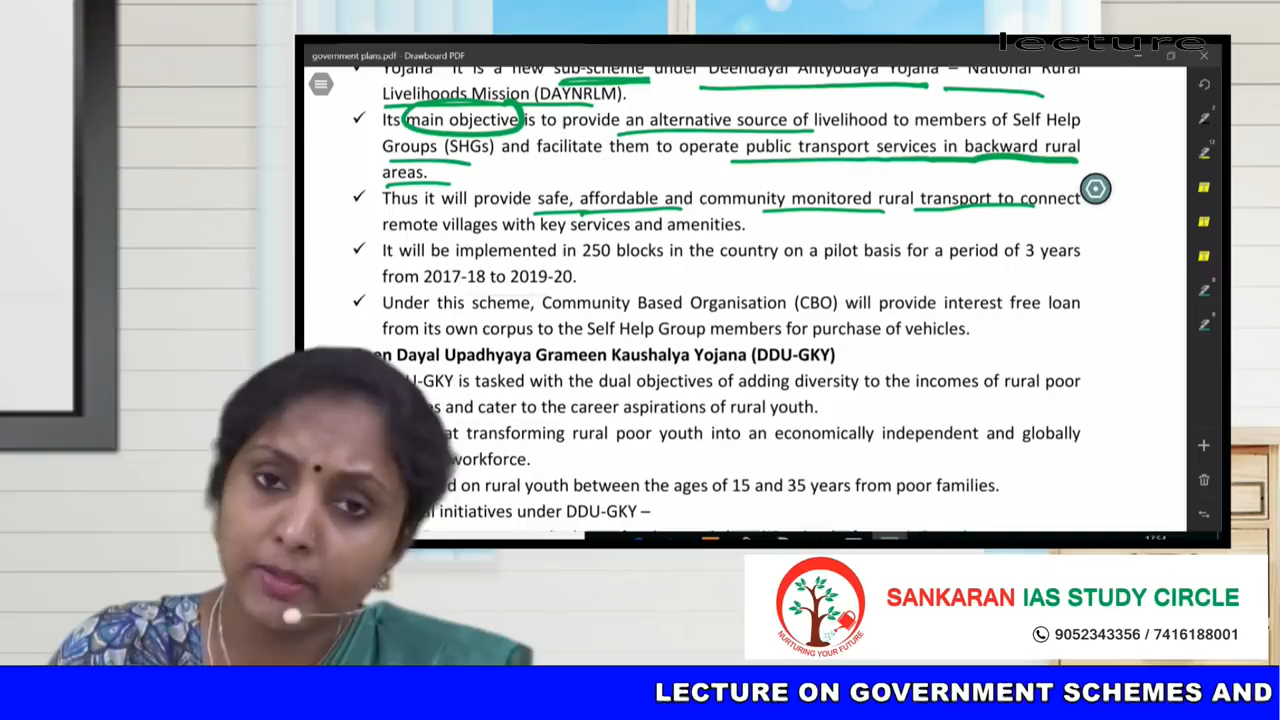 lecture
government plans.pdf - Drawboard PDF
Yojana It is a new sub-scheme under Deendayal Antyodaya Yojana – National Rural
Livelihoods Mission (DAYNRLM).
✓ Its main objective is to provide an alternative source of livelihood to members of Self Help
Groups (SHGs) and facilitate them to operate public transport services in backward rural
areas.
✓ Thus it will provide safe, affordable and community monitored rural transport to connect
remote villages with key services and amenities.
✓ It will be implemented in 250 blocks in the country on a pilot basis for a period of 3 years
from 2017-18 to 2019-20.
✓ Under this scheme, Community Based Organisation (CBO) will provide interest free loan
from its own corpus to the Self Help Group members for purchase of vehicles.
Dayal Upadhyaya Grameen Kaushalya Yojana (DDU-GKY)
-GKY is tasked with the dual objectives of adding diversity to the incomes of rural poor
and cater to the career aspirations of rural youth.
transforming rural poor youth into an economically independent and globally
workforce.
on rural youth between the ages of 15 and 35 years from poor families.
initiatives under DDU-GKY –
SANKARAN IAS STUDY CIRCLE
9052343356 / 7416188001
NURTURING YOUR FUTURE
LECTURE ON GOVERNMENT SCHEMES AND